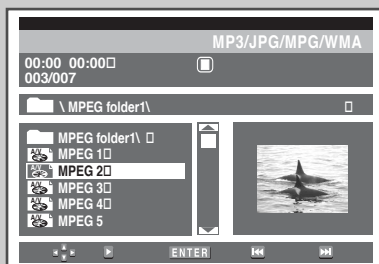 MP3/JPG/MPG/WMA
00:00 00:00
003/007
\ MPEG folder1\
MPEG folder1\
A/V MPEG 1
A/V MPEG 2
A/V MPEG 3
A/V MPEG 4
A/V MPEG 5
ENTER